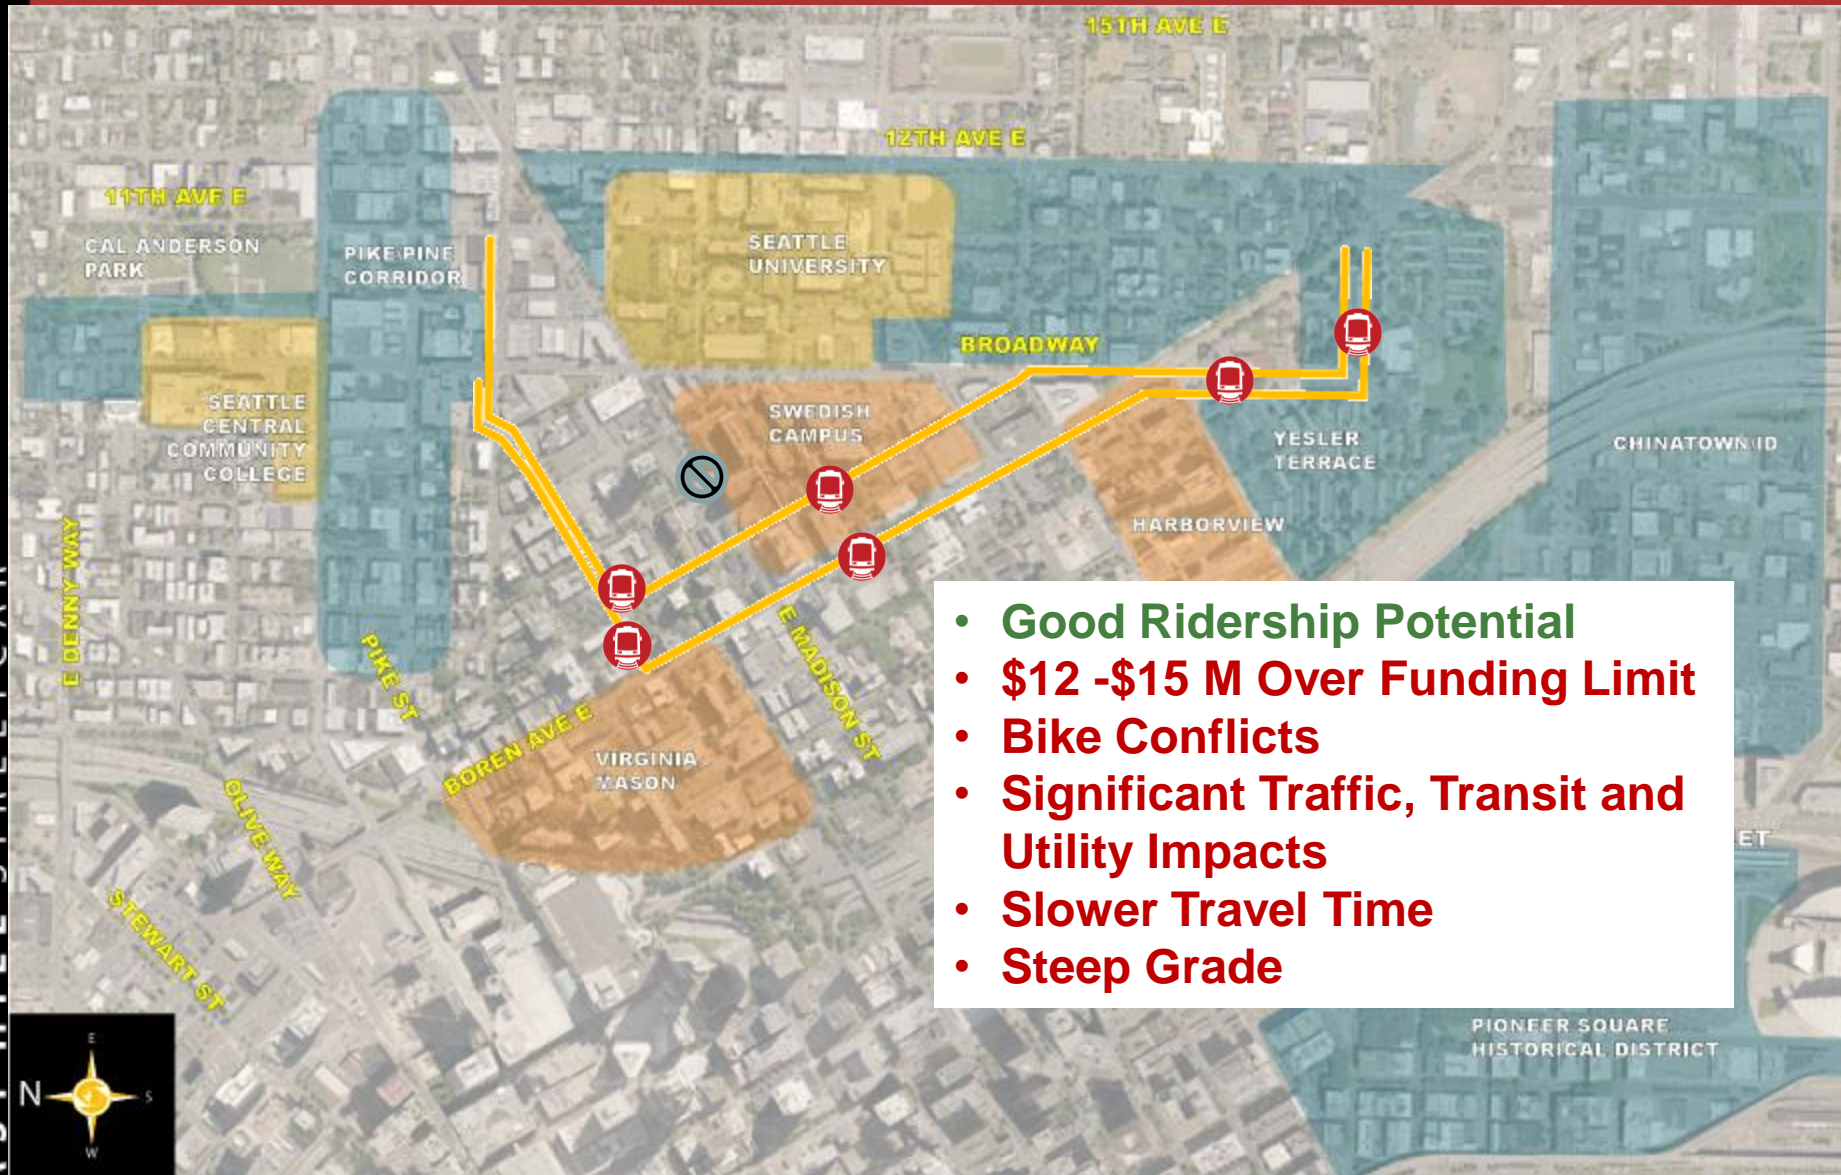 15TH AVE E
12TH AVE E
11TH AVE E
CAL ANDERSON
PARK
PIKE PINE
CORRIDOR
SEATTLE
UNIVERSITY
BROADWAY
SEATTLE
CENTRAL
COMMUNITY
COLLEGE
SWEDISH
CAMPUS
YESLER
TERRACE
CHINATOWN ID
HARBORVIEW
E DENNY WAY
PIKE ST
E MADISON ST
BOREN AVE E
VIRGINIA
MASON
OLIVE WAY
STEWART ST
• Good Ridership Potential
• $12 -$15 M Over Funding Limit
• Bike Conflicts
• Significant Traffic, Transit and
Utility Impacts
• Slower Travel Time
• Steep Grade
PIONEER SQUARE
HISTORICAL DISTRICT
E
N
S
W